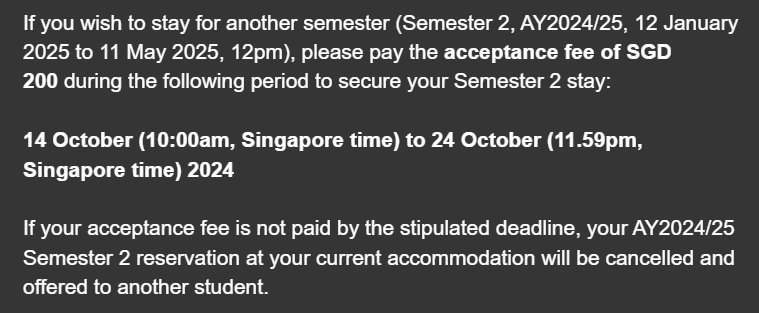 If you wish to stay for another semester (Semester 2, AY2024/25, 12 January
2025 to 11 May 2025, 12pm), please pay the acceptance fee of SGD
200 during the following period to secure your Semester 2 stay:
14 October (10:00am, Singapore time) to 24 October (11.59pm,
Singapore time) 2024
If your acceptance fee is not paid by the stipulated deadline, your AY2024/25
Semester 2 reservation at your current accommodation will be cancelled and
offered to another student.